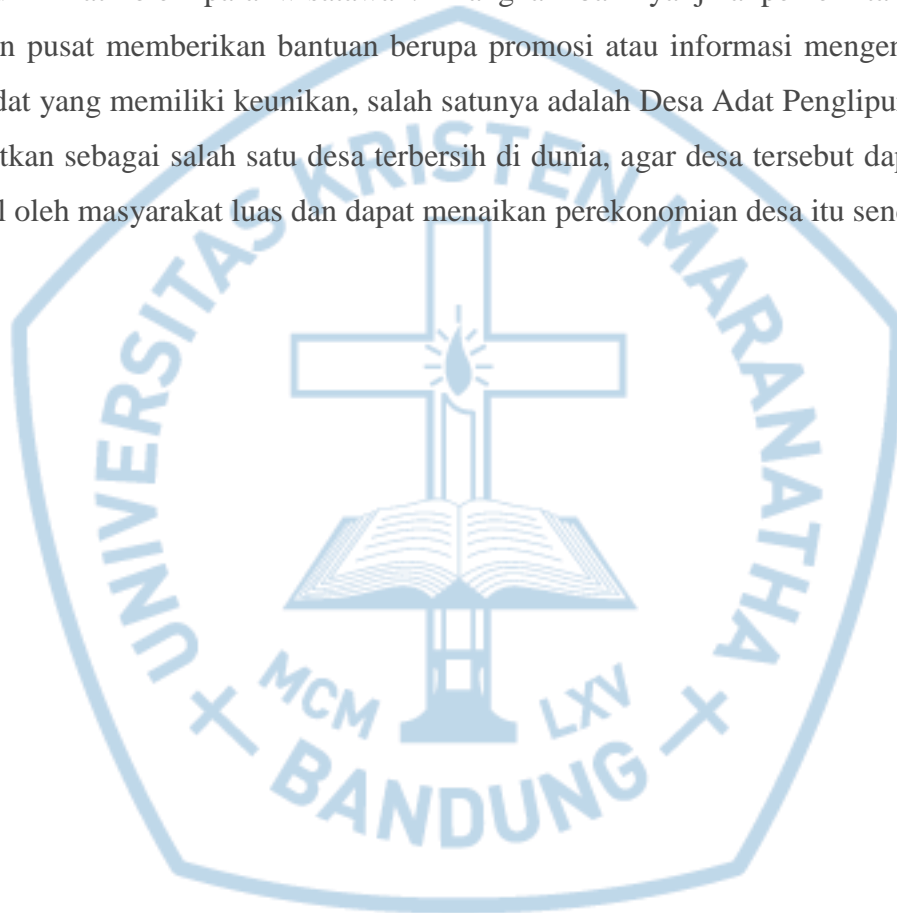 n pusat memberikan bantuan berupa promosi atau informasi menger
dat yang memiliki keunikan, salah satunya adalah Desa Adat Penglipu
tkan sebagai salah satu desa terbersih di dunia, agar desa tersebut dap
l oleh masyarakat luas dan dapat menaikan perekonomian desa itu sen
UNIVERSITAS KRISTEN MARANATHA
MCM LXV
BANDUNG